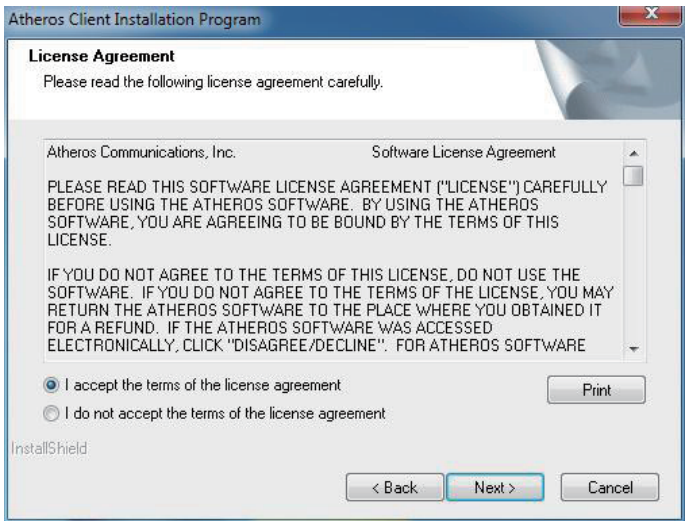 Atheros Client Installation Program
License Agreement
Please read the following license agreement carefully.
Atheros Communications, Inc. Software License Agreement
PLEASE READ THIS SOFTWARE LICENSE AGREEMENT ("LICENSE") CAREFULLY
BEFORE USING THE ATHEROS SOFTWARE. BY USING THE ATHEROS
SOFTWARE, YOU ARE AGREEING TO BE BOUND BY THE TERMS OF THIS
LICENSE.
IF YOU DO NOT AGREE TO THE TERMS OF THIS LICENSE, DO NOT USE THE
SOFTWARE. IF YOU DO NOT AGREE TO THE TERMS OF THE LICENSE, YOU MAY
RETURN THE ATHEROS SOFTWARE TO THE PLACE WHERE YOU OBTAINED IT
FOR A REFUND. IF THE ATHEROS SOFTWARE WAS ACCESSED
ELECTRONICALLY, CLICK "DISAGREE/DECLINE". FOR ATHEROS SOFTWARE
I accept the terms of the license agreement
Print
I do not accept the terms of the license agreement
InstallShield
< Back Next > Cancel